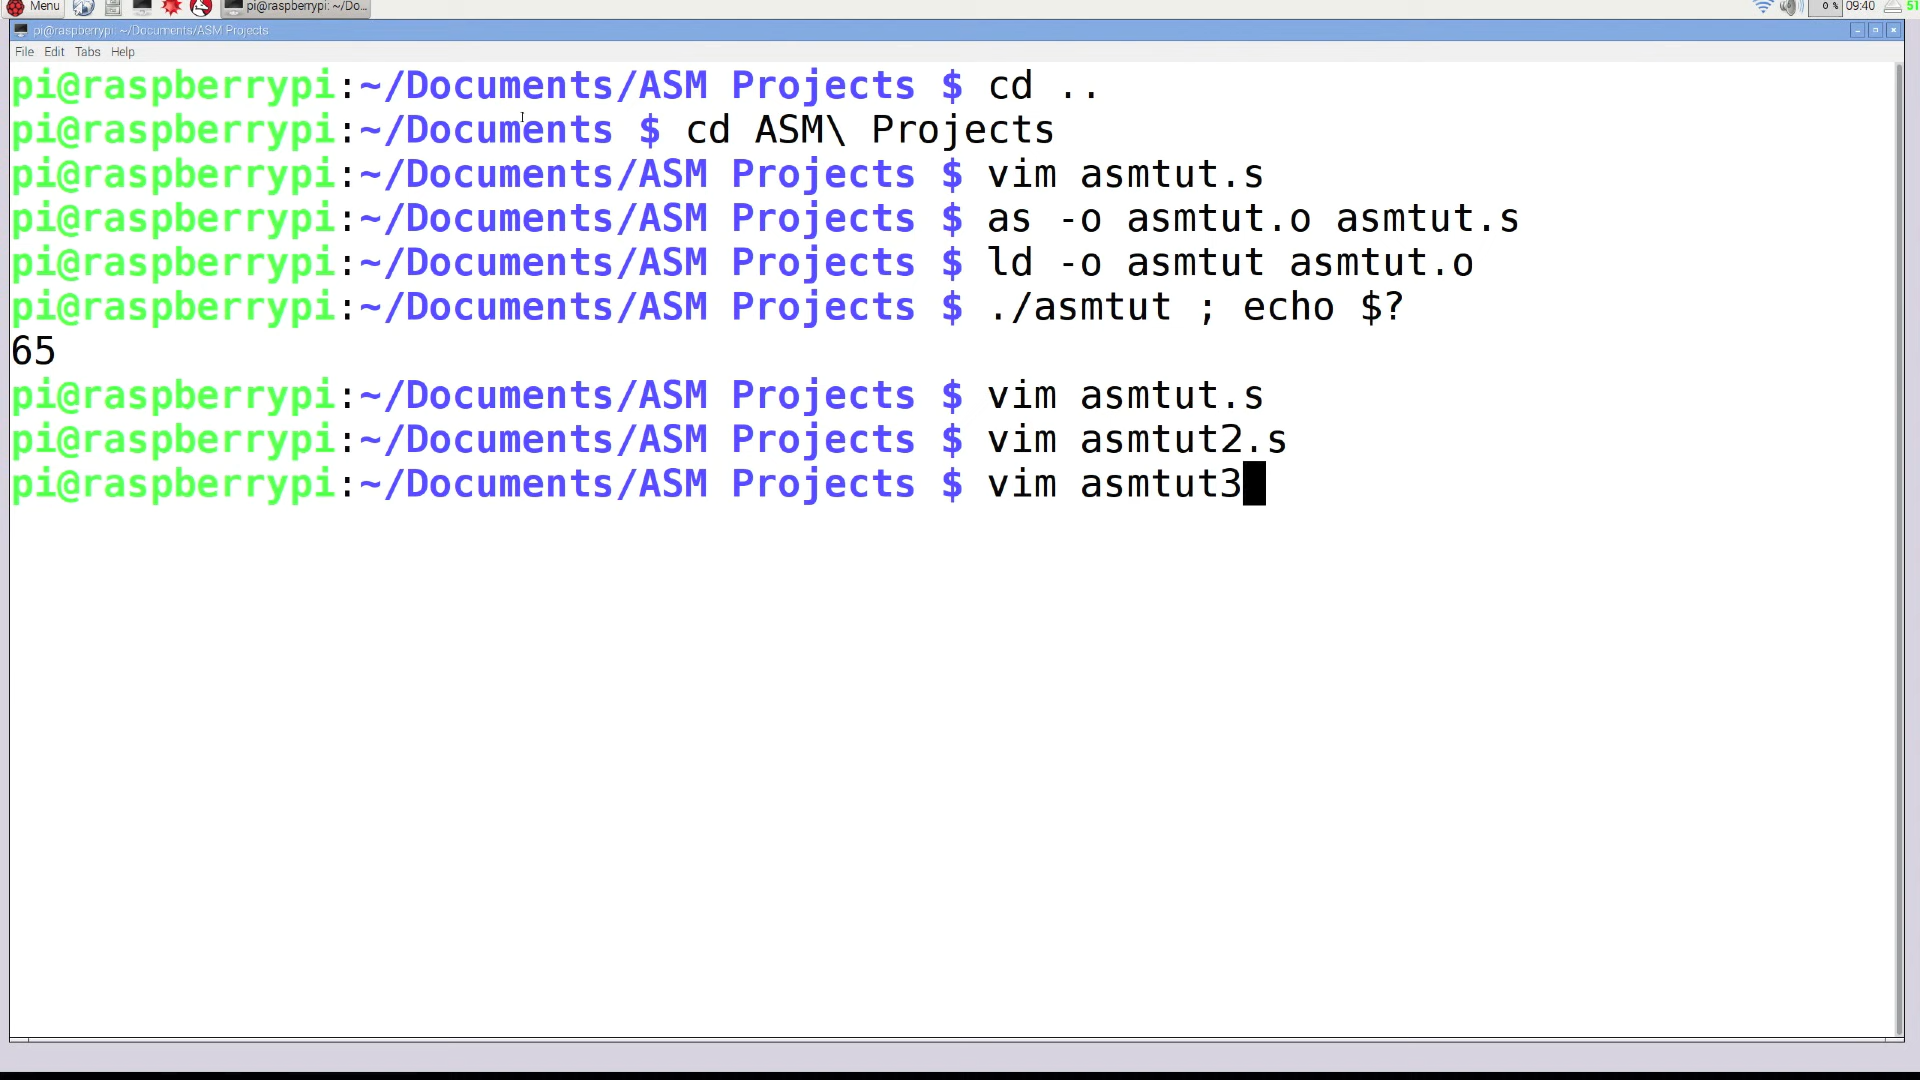 Menu pi@raspberrypi: ~/Do... 0 % 09:40 51
pi@raspberrypi: ~/Documents/ASM Projects
File Edit Tabs Help
pi@raspberrypi:~/Documents/ASM Projects $ cd ..
pi@raspberrypi:~/Documents $ cd ASM\ Projects
pi@raspberrypi:~/Documents/ASM Projects $ vim asmtut.s
pi@raspberrypi:~/Documents/ASM Projects $ as -o asmtut.o asmtut.s
pi@raspberrypi:~/Documents/ASM Projects $ ld -o asmtut asmtut.o
pi@raspberrypi:~/Documents/ASM Projects $ ./asmtut ; echo $?
65
pi@raspberrypi:~/Documents/ASM Projects $ vim asmtut.s
pi@raspberrypi:~/Documents/ASM Projects $ vim asmtut2.s
pi@raspberrypi:~/Documents/ASM Projects $ vim asmtut3